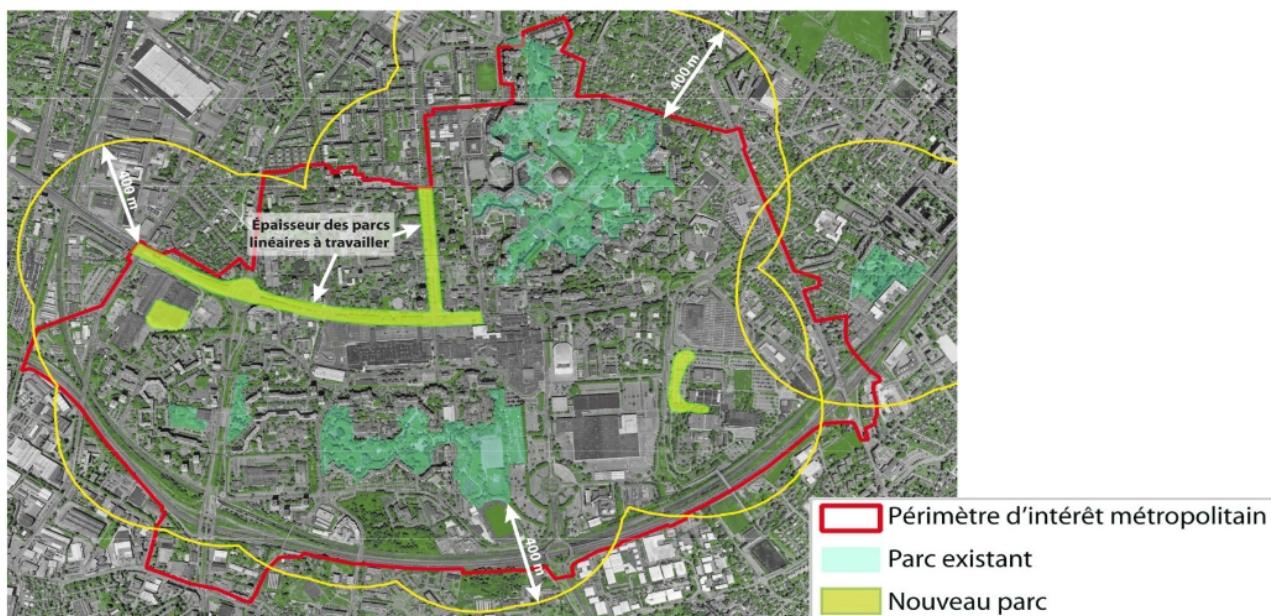 400 m
400 m
Épaisseur des parcs
linéaires à travailler
400 m
Périmètre d'intérêt métropolitain
Parc existant
Nouveau parc